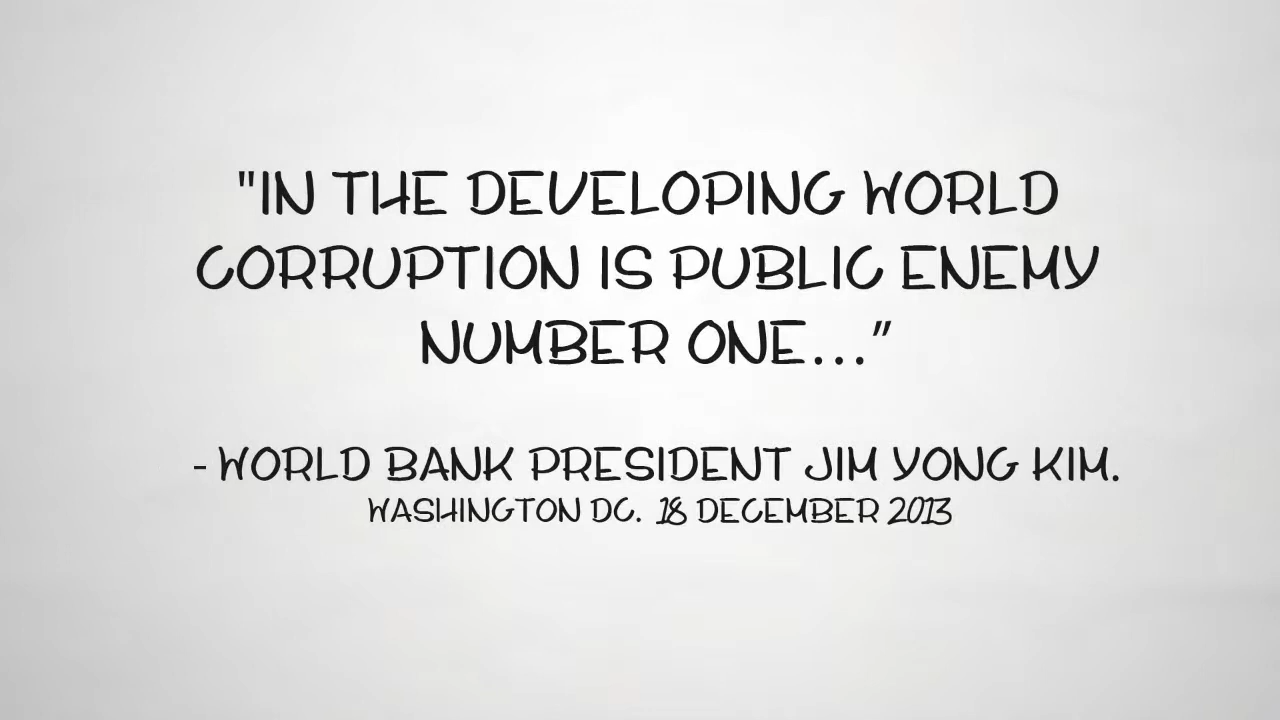 "IN THE DEVELOPING WORLD
CORRUPTION IS PUBLIC ENEMY
NUMBER ONE..."
- WORLD BANK PRESIDENT JIM YONG KIM.
WASHINGTON DC. 18 DECEMBER 2013